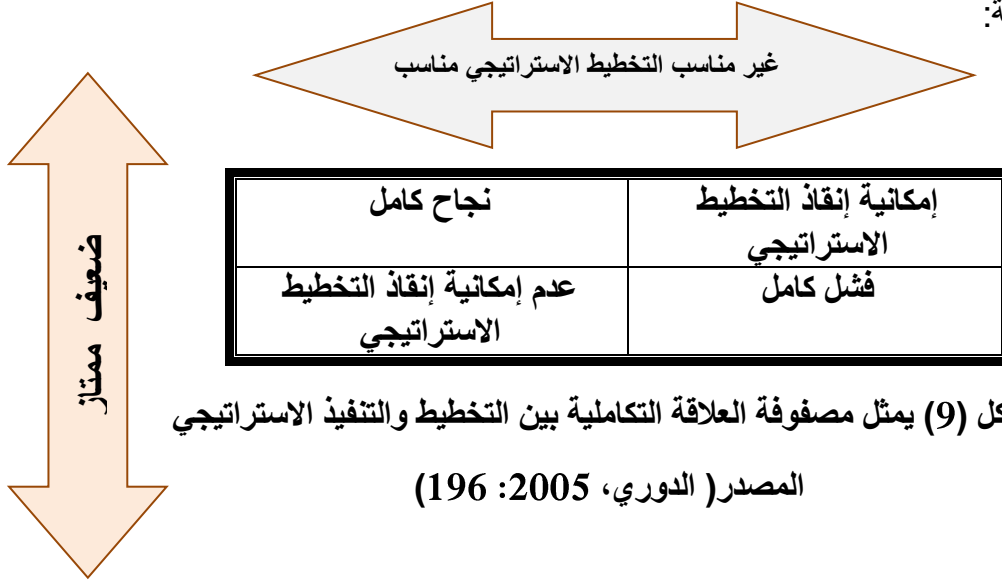 ة:
غير مناسب التخطيط الاستراتيجي مناسب
ضعيف ممتاز
إمكانية إنقاذ التخطيط
الاستراتيجي
نجاح كامل
فشل كامل
عدم إمكانية إنقاذ التخطيط
الاستراتيجي
كل (9) يمثل مصفوفة العلاقة التكاملية بين التخطيط والتنفيذ الاستراتيجي
المصدر( الدوري، 2005: 196)